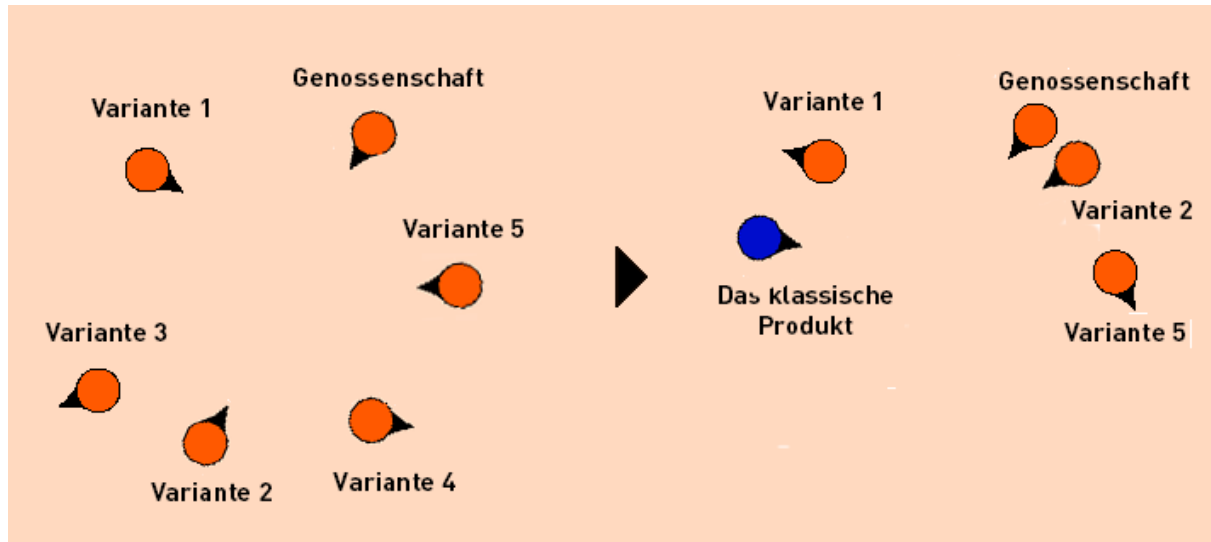 Genossenschaft
Variante 1
Variante 5
Variante 3
Variante 2
Variante 4
Genossenschaft
Variante 1
Variante 2
Das klassische
Produkt
Variante 5